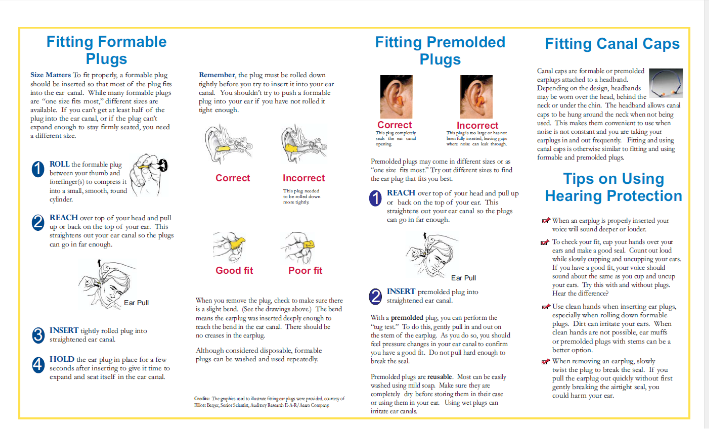 Fitting Formable
Plugs
Size Matters To fit properly, a formable plug
should be inserted so that most of the plug fits
into the ear canal. While many formable plugs
are "one size fits most," different sizes are
available. If you can't get at least half of the
plug into the ear canal, or if the plug can't
expand enough to stay firmly seated, you need
a different size.
1 ROLL the formable plug
between your thumb and
forefinger(s) to compress it
into a small, smooth, round
cylinder.
2 REACH over top of your head and pull
up or back on the top of your ear. This
straightens out your ear canal so the plugs
can go in far enough.
Ear Pull
3 INSERT tightly rolled plug into
straightened ear canal.
4 HOLD the ear plug in place for a few
seconds after inserting to give it time to
expand and seat itself in the ear canal.
Remember, the plug must be rolled down
tightly before you try to insert it into your ear
canal. You shouldn't try to push a formable
plug into your ear if you have not rolled it
tight enough.
Correct
Incorrect
This plug needed
to be rolled down
more tightly.
Good fit
Poor fit
When you remove the plug, check to make sure there
is a slight bend. (See the drawings above.) The bend
means the earplug was inserted deeply enough to
reach the bend in the ear canal. There should be
no creases in the earplug.
Although considered disposable, formable
plugs can be washed and used repeatedly.
Credits: The graphics used to illustrate fitting ear plugs were provided, courtesy of
Elliott Berger, Senior Scientist, Auditory Research E-A-R/Aearo Company.
Fitting Premolded
Plugs
Correct
This plug completely
seals the ear canal
opening.
Incorrect
This plug is too large or has not
been fully inserted, leaving gaps
where noise can leak through.
Premolded plugs may come in different sizes or as
"one size fits most." Try out different sizes to find
the ear plug that fits you best.
1 REACH over top of your head and pull up
or back on the top of your ear. This
straightens out your ear canal so the plugs
can go in far enough.
Ear Pull
2 INSERT premolded plug into
straightened ear canal.
With a premolded plug, you can perform the
"tug test." To do this, gently pull in and out on
the stem of the earplug. As you do so, you should
feel pressure changes in your ear canal to confirm
you have a good fit. Do not pull hard enough to
break the seal.
Premolded plugs are reusable. Most can be easily
washed using mild soap. Make sure they are
completely dry before storing them in their case
or using them in your ear. Using wet plugs can
irritate ear canals.
Fitting Canal Caps
Canal caps are formable or premolded
earplugs attached to a headband.
Depending on the design, headbands
may be worn over the head, behind the
neck or under the chin. The headband allows canal
caps to be hung around the neck when not being
used. This makes them convenient to use when
noise is not constant and you are taking your
earplugs in and out frequently. Fitting and using
canal caps is otherwise similar to fitting and using
formable and premolded plugs.
Tips on Using
Hearing Protection
When an earplug is properly inserted your
voice will sound deeper or louder.
To check your fit, cup your hands over your
ears and make a good seal. Count out loud
while slowly cupping and uncupping your ears.
If you have a good fit, your voice should
sound about the same as you cup and uncup
your ears. Try this with and without plugs.
Hear the difference?
Use clean hands when inserting ear plugs,
especially when rolling down formable
plugs. Dirt can irritate your ears. When
clean hands are not possible, ear muffs
or premolded plugs with stems can be a
better option.
When removing an earplug, slowly
twist the plug to break the seal. If you
pull the earplug out quickly without first
gently breaking the airtight seal, you
could harm your ear.